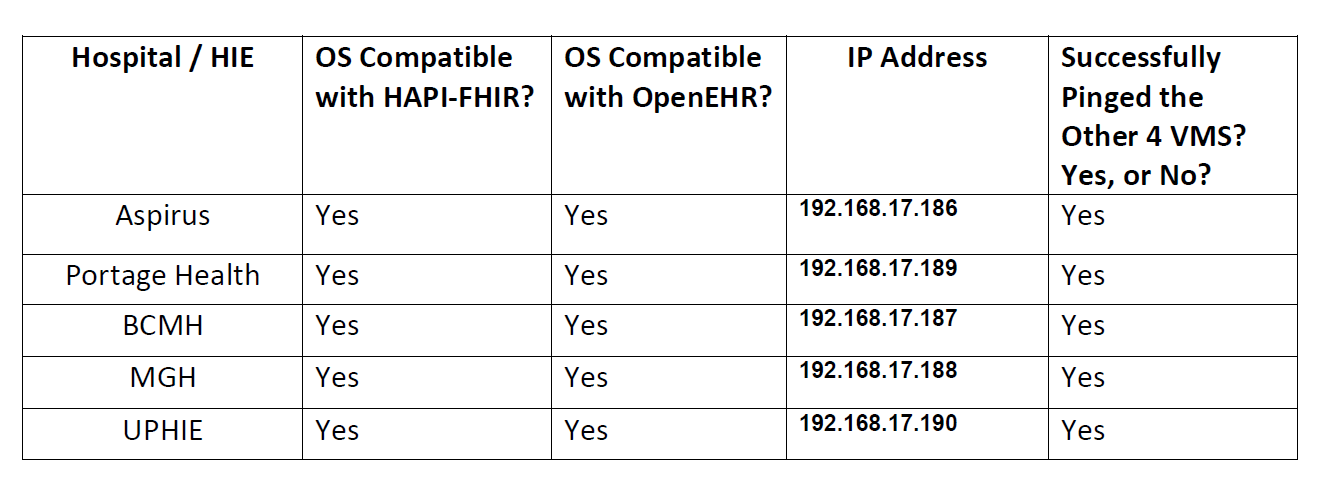 Hospital / HIE
OS Compatible
with HAPI-FHIR?
OS Compatible
with OpenEHR?
IP Address
Successfully
Pinged the
Other 4 VMS?
Yes, or No?
Aspirus
Yes
Yes
192.168.17.186
Yes
Portage Health
Yes
Yes
192.168.17.189
Yes
BCMH
Yes
Yes
192.168.17.187
Yes
MGH
Yes
Yes
192.168.17.188
Yes
UPHIE
Yes
Yes
192.168.17.190
Yes